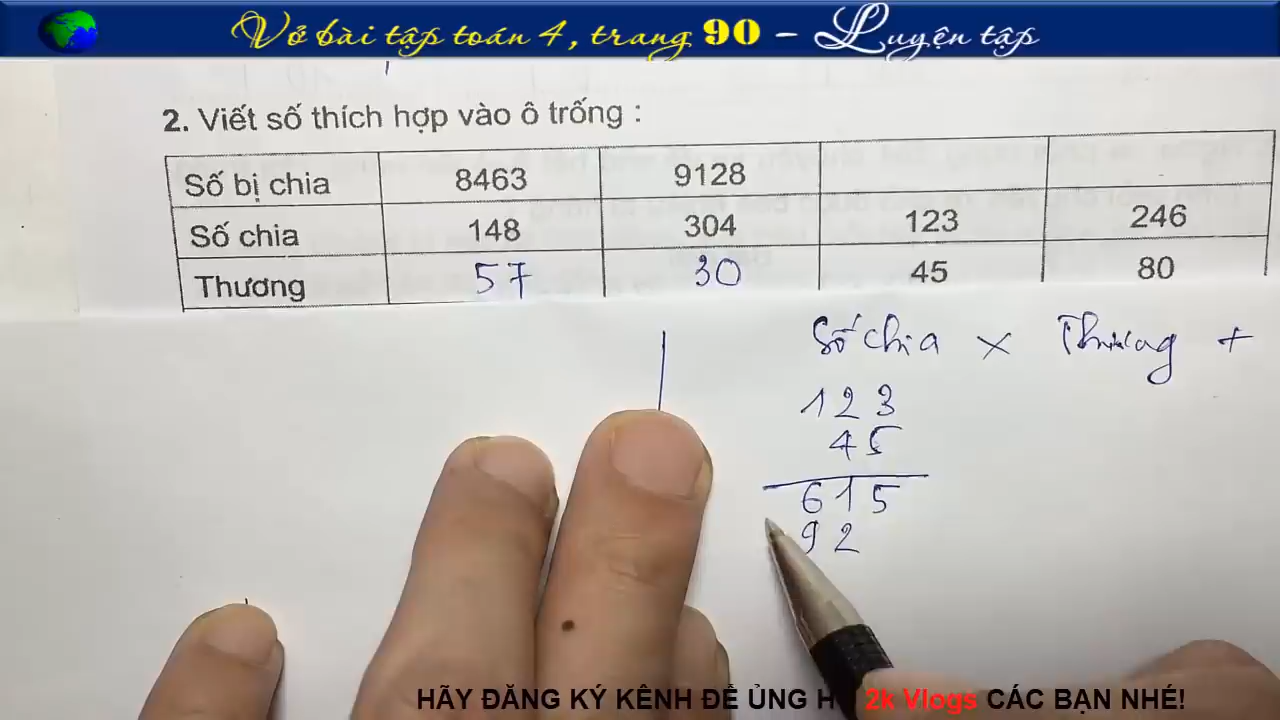 Vở bài tập toán 4, trang 90 – Luyện tập
2. Viết số thích hợp vào ô trống :
Số bị chia 8463 9128
Số chia 148 304 123 246
Thương 57 30 45 80
Số chia × Thương +
123
45
615
92
HÃY ĐĂNG KÝ KÊNH ĐỂ ỦNG H 2k Vlogs CÁC BẠN NHÉ!